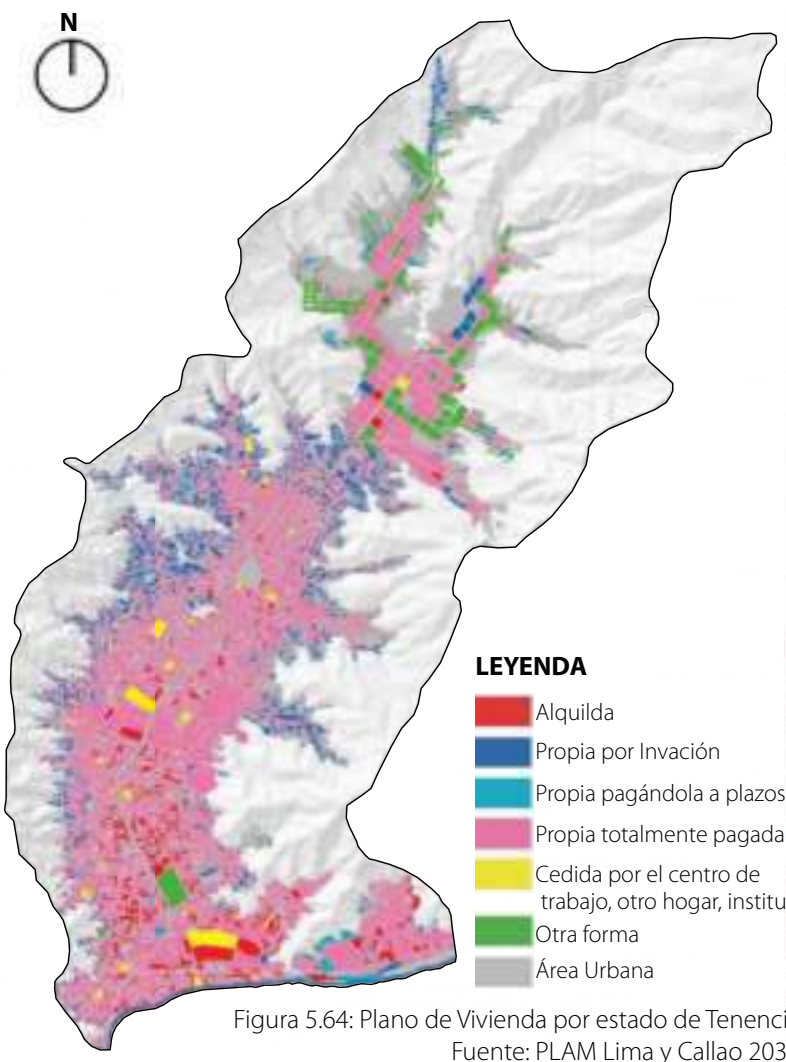 N
LEYENDA
Alquilda
Propia por Invación
Propia pagándola a plazos
Propia totalmente pagada
Cedida por el centro de
trabajo, otro hogar, institu
Otra forma
Área Urbana
Figura 5.64: Plano de Vivienda por estado de Tenenci
Fuente: PLAM Lima y Callao 203